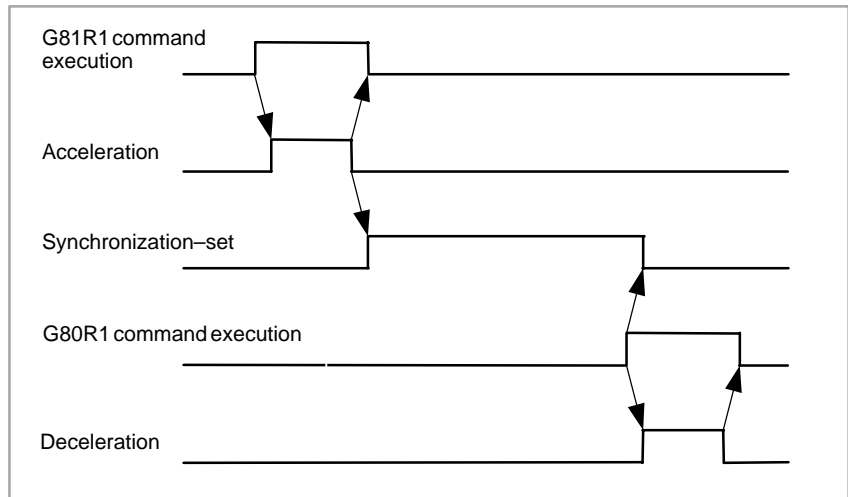 G81R1 command
execution
Acceleration
Synchronization–set
G80R1 command execution
Deceleration